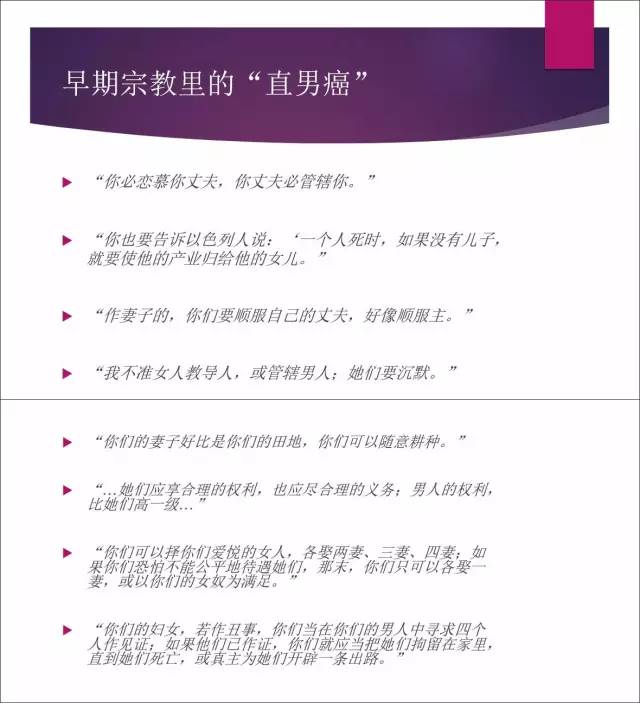 早期宗教里的“直男癌”
“你必恋慕你丈夫，你丈夫必管辖你。”
“你也要告诉以色列人说：‘一个人死时，如果没有儿子，
就要使他的产业归给他的女儿。”
“作妻子的，你们要顺服自己的丈夫，好像顺服主。”
“我不准女人教导人，或管辖男人；她们要沉默。”
“你们的妻子好比是你们的田地，你们可以随意耕种。”
“…她们应享合理的权利，也应尽合理的义务；男人的权利，
比她们高一级…”
“你们可以择你们爱悦的女人，各娶两妻、三妻、四妻；如
果你们恐怕不能公平地待遇她们，那末，你们只可以各娶一
妻，或以你们的女奴为满足。”
“你们的妇女，若作丑事，你们当在你们的男人中寻求四个
人作见证；如果他们已作证，你们就应当把她们拘留在家里，
直到她们死亡，或真主为她们开辟一条出路。”